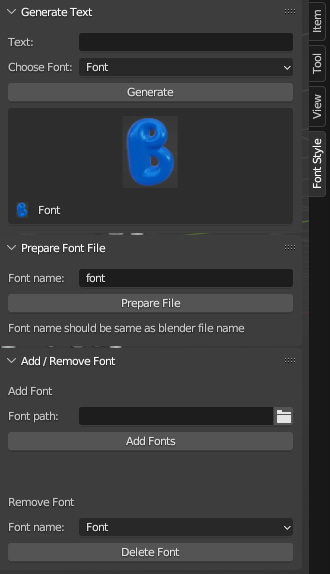 Generate Text
Text:
Choose Font: Font
Generate
B
Font
Prepare Font File
Font name: font
Prepare File
Font name should be same as blender file name
Add / Remove Font
Add Font
Font path:
Add Fonts
Remove Font
Font name: Font
Delete Font
Item
Tool
View
Font Style